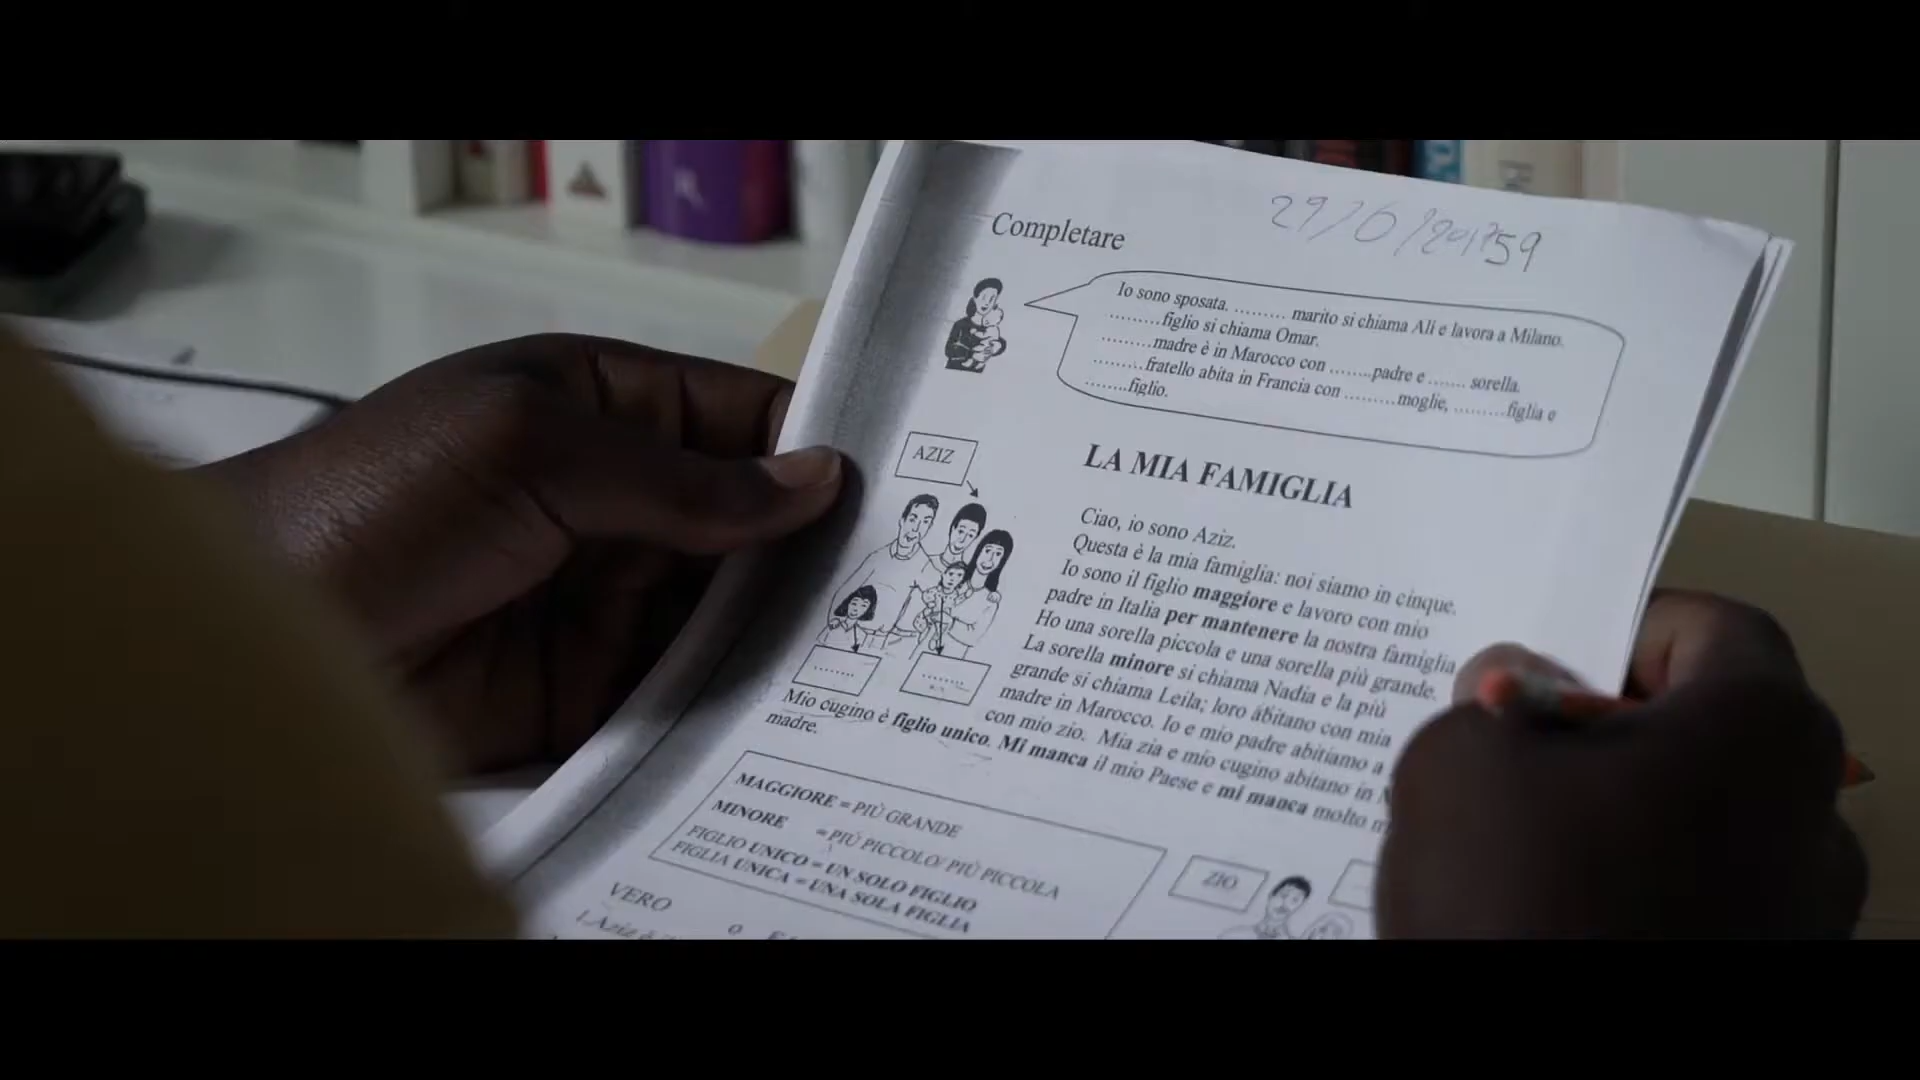 Completare
Io sono sposata. ......... marito si chiama Ali e lavora a Milano.
.........figlio si chiama Omar.
.........madre è in Marocco con ........padre e ....... sorella.
.........fratello abita in Francia con .........moglie, .........figlia e
........figlio.
AZIZ
LA MIA FAMIGLIA
Ciao, io sono Aziz.
Questa è la mia famiglia: noi siamo in cinque.
Io sono il figlio maggiore e lavoro con mio
padre in Italia per mantenere la nostra famiglia
Ho una sorella piccola e una sorella più grande.
La sorella minore si chiama Nadia e la più
grande si chiama Leila; loro abitano con mia
madre in Marocco. Io e mio padre abitiamo a
con mio zio. Mia zia e mio cugino abitano in
Mio cugino è figlio unico. Mi manca il mio Paese e mi manca molto
madre.
MAGGIORE = PIÙ GRANDE
MINORE = PIÙ PICCOLO/ PIÙ PICCOLA
FIGLIO UNICO = UN SOLO FIGLIO
FIGLIA UNICA = UNA SOLA FIGLIA
ZIO
VERO o
1.Aziz è